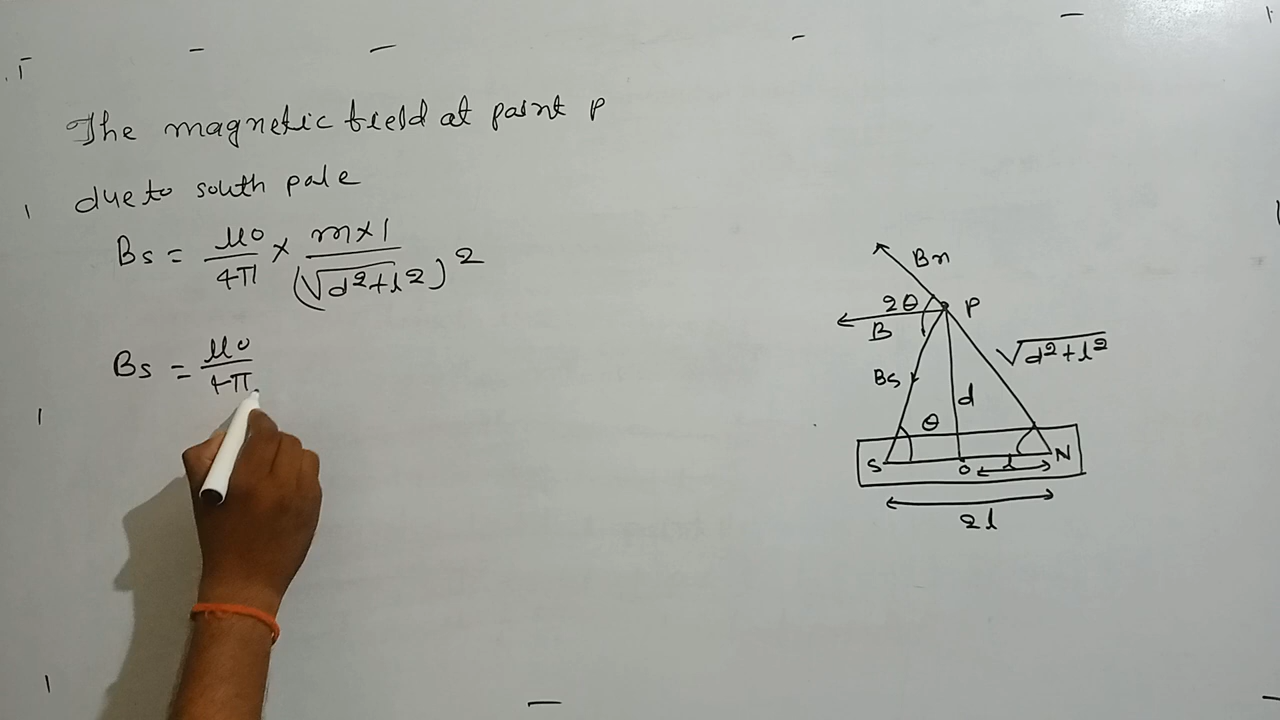 The magnetic field at point P
due to south pole
Bs = μ0/4π × m×1/(√d²+l²)²
Bs = μ0/4π
Bn
2θ
P
B
√d²+l²
Bs
d
θ
S
O
l
N
2l